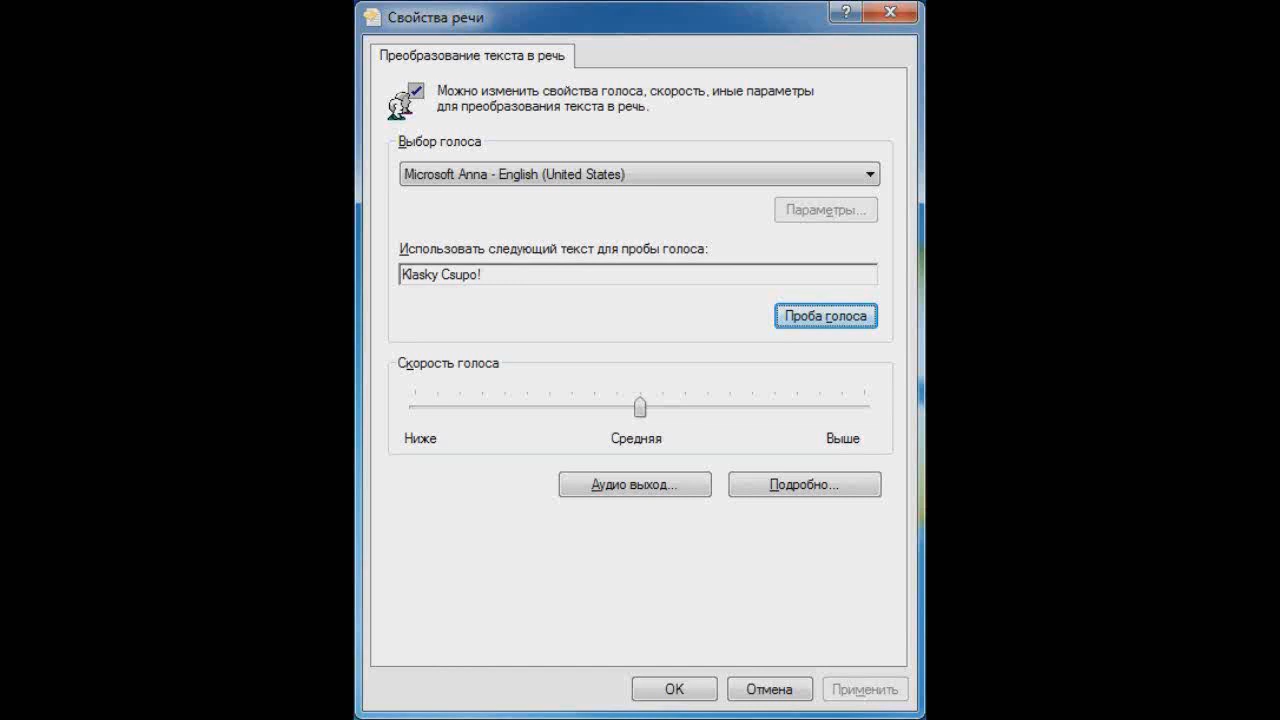 Свойства речи
?
Преобразование текста в речь
Можно изменить свойства голоса, скорость, иные параметры
для преобразования текста в речь.
Выбор голоса
Microsoft Anna - English (United States)
Параметры...
Использовать следующий текст для пробы голоса:
Klasky Csupo!
Проба голоса
Скорость голоса
Ниже Средняя Выше
Аудио выход... Подробно...
OK Отмена Применить